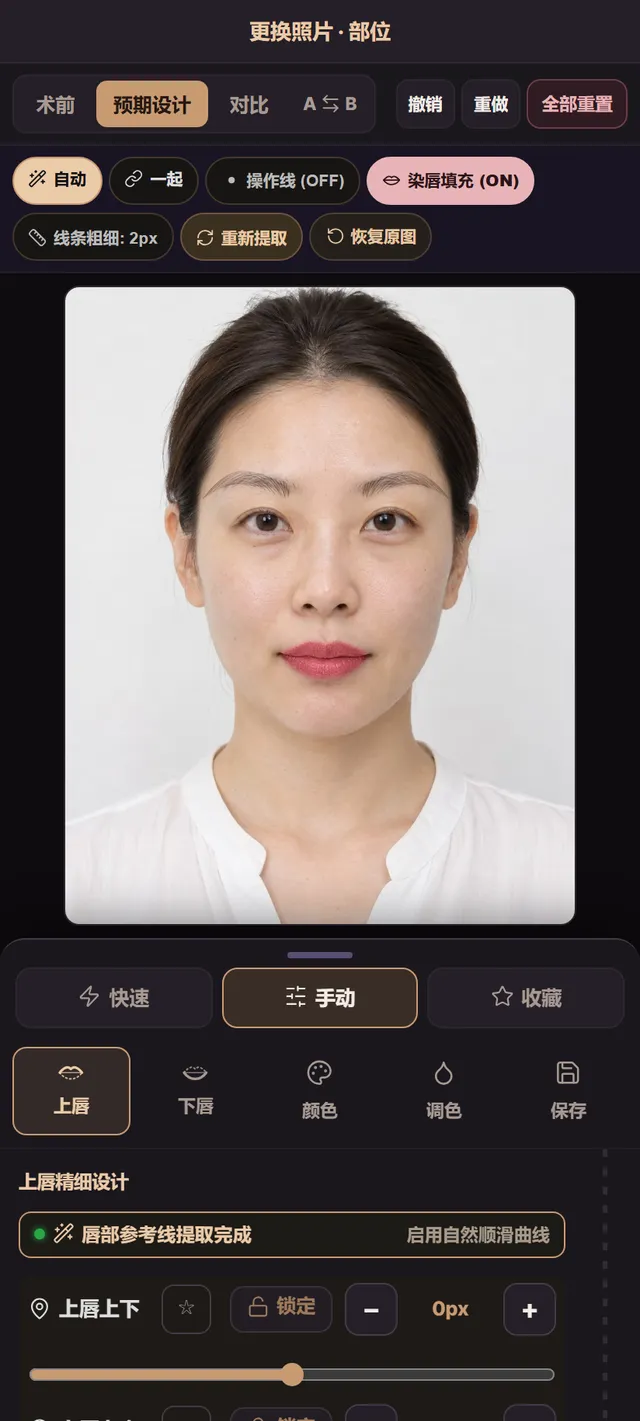 更换照片 · 部位
术前 预期设计 对比 A ⇆ B 撤销 重做 全部重置
自动 一起 操作线 (OFF) 染唇填充 (ON)
线条粗细: 2px 重新提取 恢复原图
快速 手动 收藏
上唇 下唇 颜色 调色 保存
上唇精细设计
唇部参考线提取完成 启用自然顺滑曲线
上唇上下 锁定 − 0px +